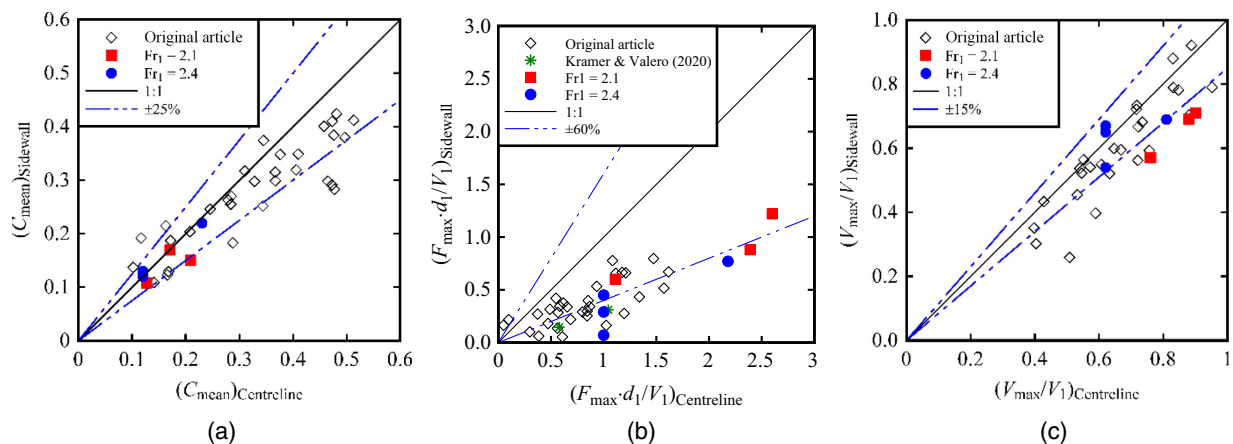 (a)
0.6
0.5
0.4
0.3
0.2
0.1
0
0 0.1 0.2 0.3 0.4 0.5 0.6
(Cmean)Sidewall
(Cmean)Centreline
Original article
Fr1 = 2.1
Fr1 = 2.4
1:1
±25%
(a)
(b)
3.0
2.5
2.0
1.5
1.0
0.5
0.0
0 0.5 1 1.5 2 2.5 3
(Fmax·d1/V1)Sidewall
(Fmax·d1/V1)Centreline
Original article
Kramer & Valero (2020)
Fr1 = 2.1
Fr1 = 2.4
1:1
±60%
(b)
(c)
1.0
0.8
0.6
0.4
0.2
0.0
0 0.2 0.4 0.6 0.8 1
(Vmax/V1)Sidewall
(Vmax/V1)Centreline
Original article
Fr1 = 2.1
Fr1 = 2.4
1:1
±15%
(c)